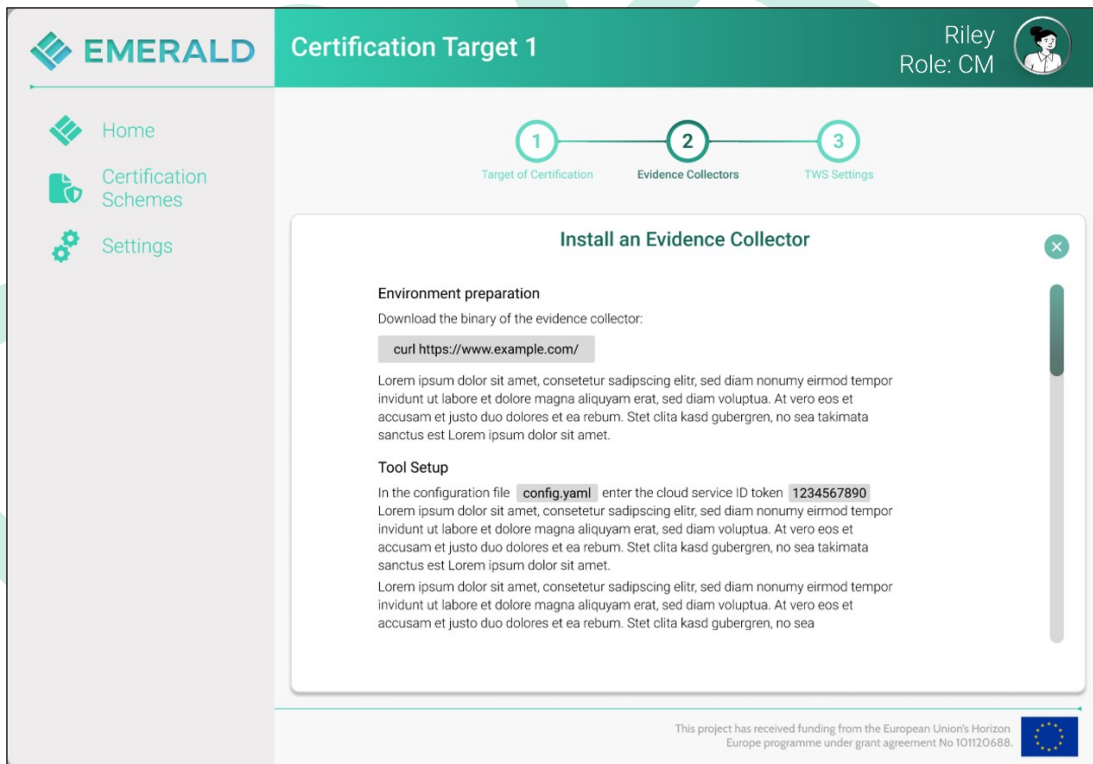 EMERALD
Certification Target 1
Riley
Role: CM
Home
Certification
Schemes
Settings
1
2
3
Target of Certification
Evidence Collectors
TWS Settings
Install an Evidence Collector
Environment preparation
Download the binary of the evidence collector:
curl https://www.example.com/
Lorem ipsum dolor sit amet, consetetur sadipscing elitr, sed diam nonumy eirmod tempor
invidunt ut labore et dolore magna aliquyam erat, sed diam voluptua. At vero eos et
accusam et justo duo dolores et ea rebum. Stet clita kasd gubergren, no sea takimata
sanctus est Lorem ipsum dolor sit amet.
Tool Setup
In the configuration file config.yaml enter the cloud service ID token 1234567890
Lorem ipsum dolor sit amet, consetetur sadipscing elitr, sed diam nonumy eirmod tempor
invidunt ut labore et dolore magna aliquyam erat, sed diam voluptua. At vero eos et
accusam et justo duo dolores et ea rebum. Stet clita kasd gubergren, no sea takimata
sanctus est Lorem ipsum dolor sit amet.
Lorem ipsum dolor sit amet, consetetur sadipscing elitr, sed diam nonumy eirmod tempor
invidunt ut labore et dolore magna aliquyam erat, sed diam voluptua. At vero eos et
accusam et justo duo dolores et ea rebum. Stet clita kasd gubergren, no sea
This project has received funding from the European Union's Horizon
Europe programme under grant agreement No 101120688.